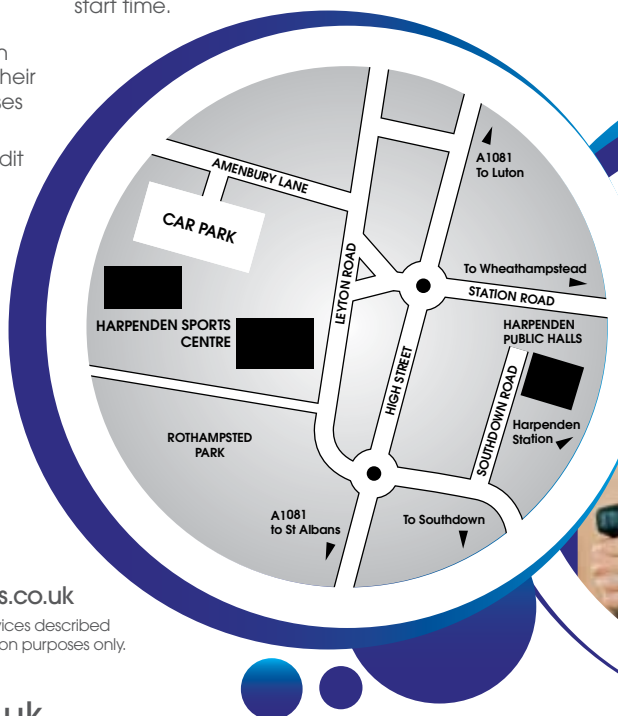 start time.
dit
AMENBURY LANE
A1081
To Luton
CAR PARK
LEYTON ROAD
To Wheathampstead
STATION ROAD
HARPENDEN SPORTS
CENTRE
HARPENDEN
PUBLIC HALLS
HIGH STREET
SOUTHDOWN ROAD
Harpenden
Station
ROTHAMPSTED
PARK
A1081
to St Albans
To Southdown
s.co.uk
vices described
on purposes only.
uk